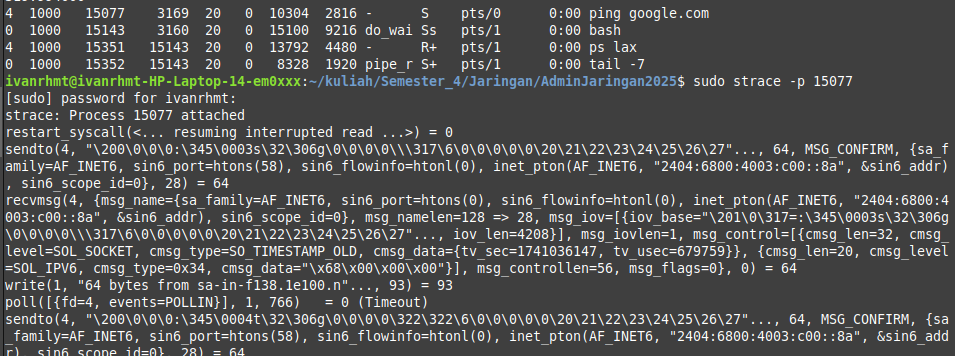 4  1000   15077    3169  20   0  10304  2816 -      S    pts/0      0:00 ping google.com
0  1000   15143    3160  20   0  15100  9216 do_wai Ss   pts/1      0:00 bash
4  1000   15351   15143  20   0  13792  4480 -      R+   pts/1      0:00 ps lax
0  1000   15352   15143  20   0   8328  1920 pipe_r S+   pts/1      0:00 tail -7
ivanrhmt@ivanrhmt-HP-Laptop-14-em0xxx:~/kuliah/Semester_4/Jaringan/AdminJaringan2025$ sudo strace -p 15077
[sudo] password for ivanrhmt:
strace: Process 15077 attached
restart_syscall(<... resuming interrupted read ...>) = 0
sendto(4, "\200\0\0\0:\345\0003s\32\306g\0\0\0\0\\\317\6\0\0\0\0\0\20\21\22\23\24\25\26\27"..., 64, MSG_CONFIRM, {sa_f
amily=AF_INET6, sin6_port=htons(58), sin6_flowinfo=htonl(0), inet_pton(AF_INET6, "2404:6800:4003:c00::8a", &sin6_addr)
, sin6_scope_id=0}, 28) = 64
recvmsg(4, {msg_name={sa_family=AF_INET6, sin6_port=htons(0), sin6_flowinfo=htonl(0), inet_pton(AF_INET6, "2404:6800:4
003:c00::8a", &sin6_addr), sin6_scope_id=0}, msg_namelen=128 => 28, msg_iov=[{iov_base="\201\0\317=:\345\0003s\32\306g
\0\0\0\0\\\317\6\0\0\0\0\0\20\21\22\23\24\25\26\27"..., iov_len=4208}], msg_iovlen=1, msg_control=[{cmsg_len=32, cmsg_
level=SOL_SOCKET, cmsg_type=SO_TIMESTAMP_OLD, cmsg_data={tv_sec=1741036147, tv_usec=679759}}, {cmsg_len=20, cmsg_level
=SOL_IPV6, cmsg_type=0x34, cmsg_data="\x68\x00\x00\x00"}], msg_controllen=56, msg_flags=0}, 0) = 64
write(1, "64 bytes from sa-in-f138.1e100.n"..., 93) = 93
poll([{fd=4, events=POLLIN}], 1, 766)   = 0 (Timeout)
sendto(4, "\200\0\0\0:\345\0004t\32\306g\0\0\0\0\322\322\6\0\0\0\0\0\20\21\22\23\24\25\26\27"..., 64, MSG_CONFIRM, {sa
_family=AF_INET6, sin6_port=htons(58), sin6_flowinfo=htonl(0), inet_pton(AF_INET6, "2404:6800:4003:c00::8a", &sin6_add
r), sin6_scope_id=0}, 28) = 64